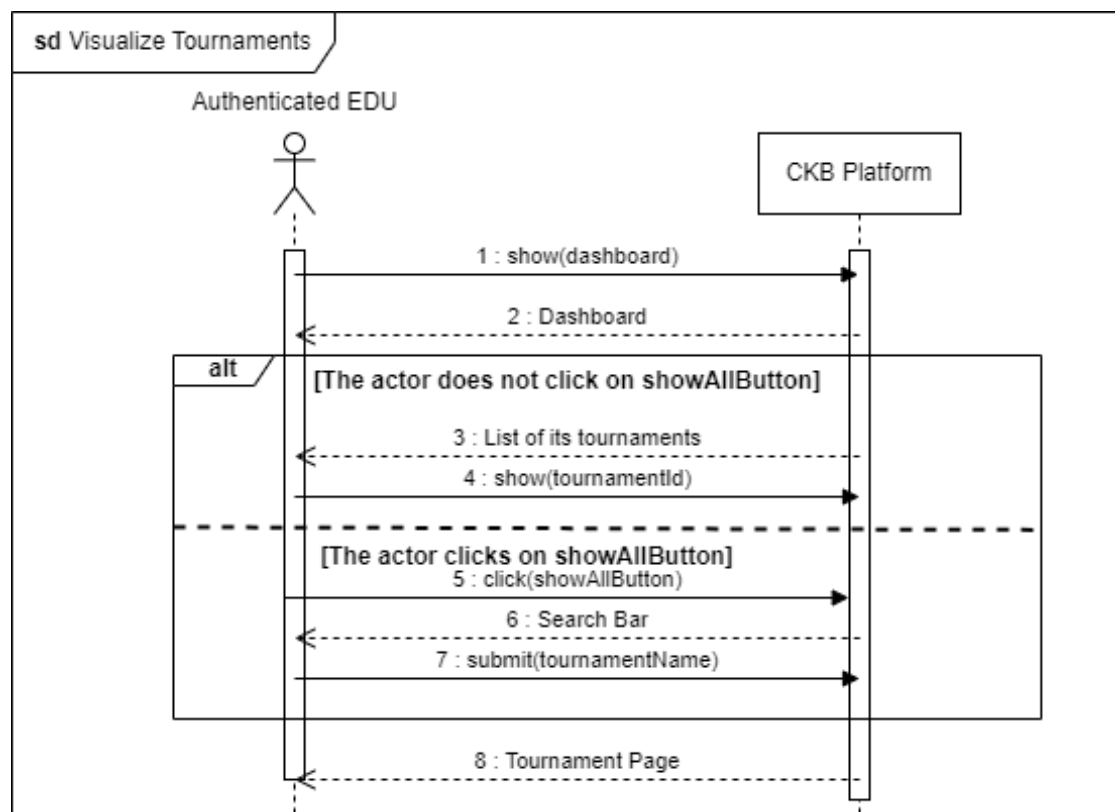 sd Visualize Tournaments
Authenticated EDU
CKB Platform
1 : show(dashboard)
2 : Dashboard
alt
[The actor does not click on showAllButton]
3 : List of its tournaments
4 : show(tournamentId)
[The actor clicks on showAllButton]
5 : click(showAllButton)
6 : Search Bar
7 : submit(tournamentName)
8 : Tournament Page